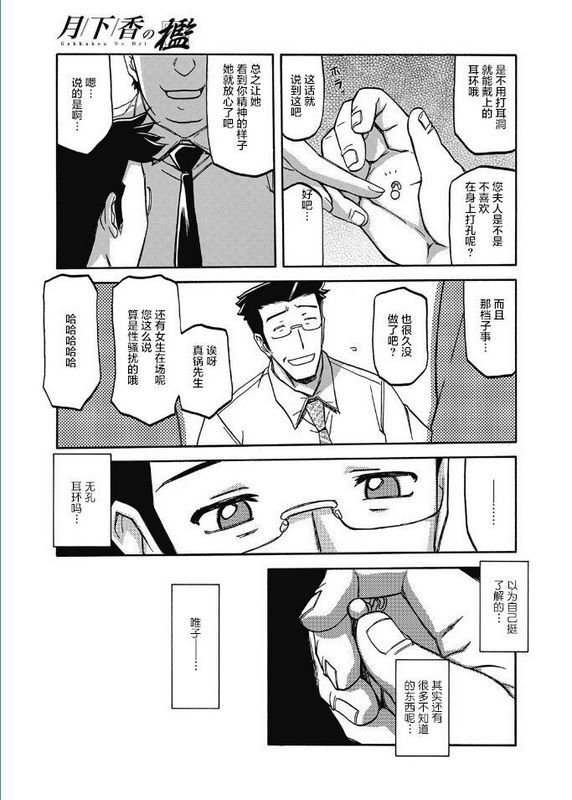 月/下/香の『檻』
Gekkakou No Ori
是不用打耳洞
就能戴上的
耳环哦
ホラ
您夫人是不是
不喜欢
在身上打孔呢？
这话就
说到这吧
好吧…
总之让她
看到你精神的样子
她就放心了吧
嗯…
说的是啊…
而且
那档子事…
也很久没
做了吧？
诶呀
真锅先生
还有女生在场呢
您这么说
算是性骚扰的哦
哈哈哈哈哈
………
无孔
耳环吗…
以为自己挺
了解的…
其实还有
很多不知道
的东西呢…
唯子——